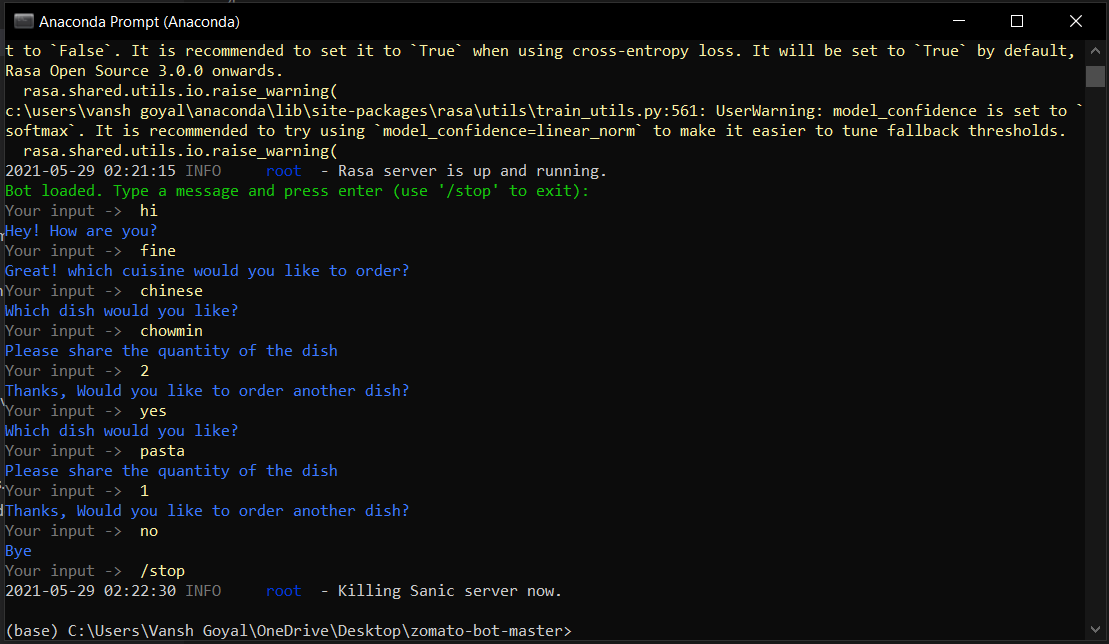 Anaconda Prompt (Anaconda)
t to `False`. It is recommended to set it to `True` when using cross-entropy loss. It will be set to `True` by default,
Rasa Open Source 3.0.0 onwards.
  rasa.shared.utils.io.raise_warning(
c:\users\vansh goyal\anaconda\lib\site-packages\rasa\utils\train_utils.py:561: UserWarning: model_confidence is set to `
softmax`. It is recommended to try using `model_confidence=linear_norm` to make it easier to tune fallback thresholds.
  rasa.shared.utils.io.raise_warning(
2021-05-29 02:21:15 INFO     root  - Rasa server is up and running.
Bot loaded. Type a message and press enter (use '/stop' to exit):
Your input ->  hi
Hey! How are you?
Your input ->  fine
Great! which cuisine would you like to order?
Your input ->  chinese
Which dish would you like?
Your input ->  chowmin
Please share the quantity of the dish
Your input ->  2
Thanks, Would you like to order another dish?
Your input ->  yes
Which dish would you like?
Your input ->  pasta
Please share the quantity of the dish
Your input ->  1
Thanks, Would you like to order another dish?
Your input ->  no
Bye
Your input ->  /stop
2021-05-29 02:22:30 INFO     root  - Killing Sanic server now.
(base) C:\Users\Vansh Goyal\OneDrive\Desktop\zomato-bot-master>